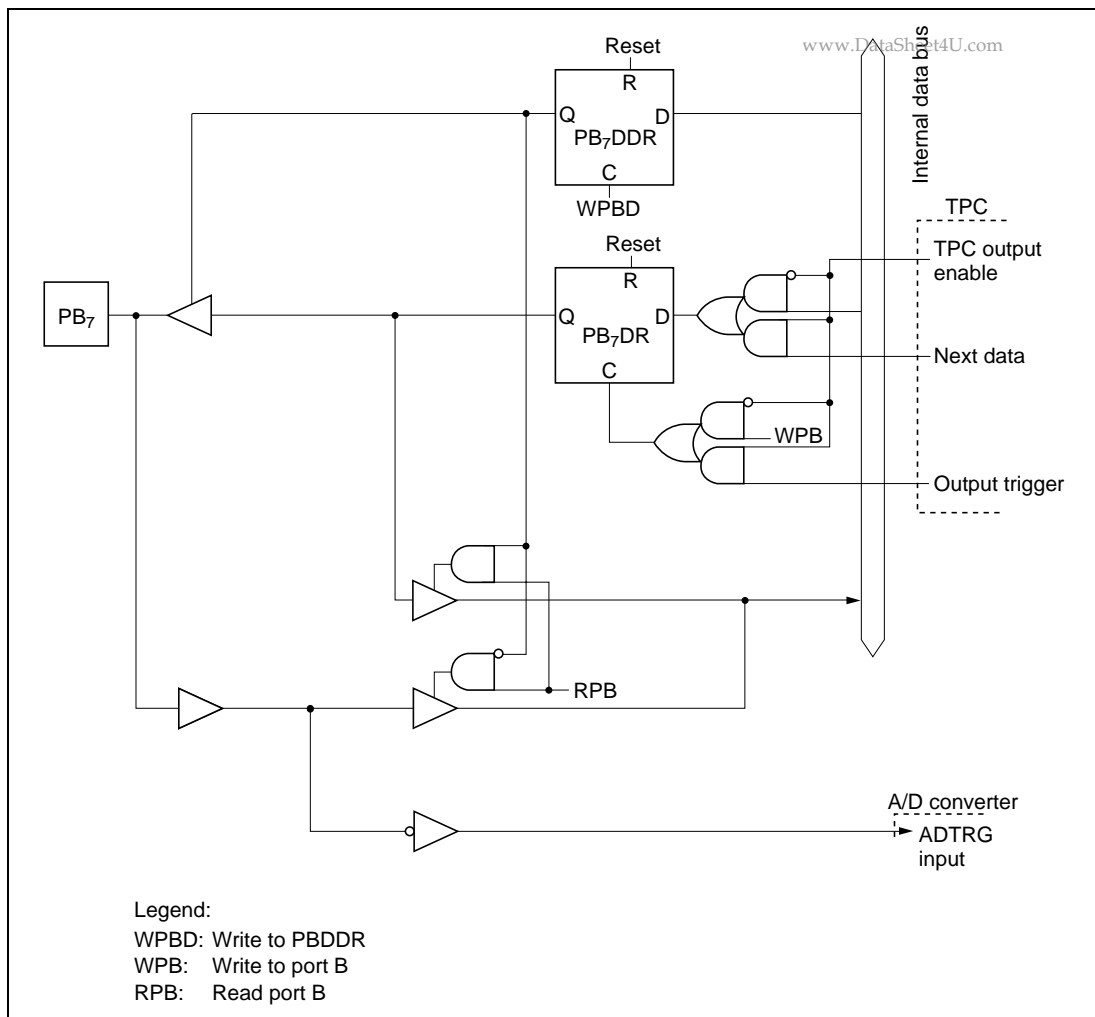 www.DataSheet4U.com
Reset
R
Q
D
PB₇DDR
C
WPBD
Internal data bus
TPC
TPC output
enable
Reset
R
Q
D
PB₇DR
C
PB₇
Next data
WPB
Output trigger
RPB
A/D converter
ADTRG
input
Legend:
WPBD: Write to PBDDR
WPB: Write to port B
RPB: Read port B